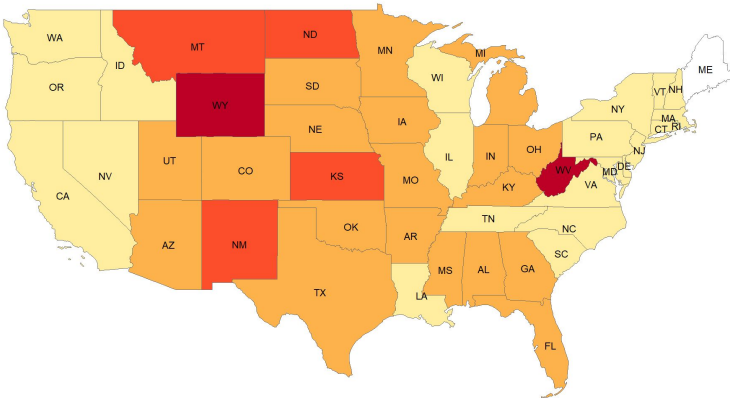 WA
MT
ND
MN
MI
ME
ID
WI
OR
SD
WY
VT
NH
NY
MA
CT
RI
IA
NE
PA
NJ
OH
IN
IL
UT
NV
CO
DE
MD
WV
KS
MO
VA
KY
CA
TN
NC
OK
AR
AZ
NM
SC
MS
AL
GA
TX
LA
FL